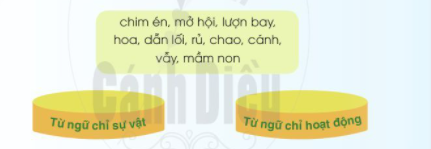 chim én, mở hội, lượn bay,
hoa, dẫn lối, rủ, chao, cánh,
vẫy, mầm non
Cánh Diều
Từ ngữ chỉ sự vật
Từ ngữ chỉ hoạt động